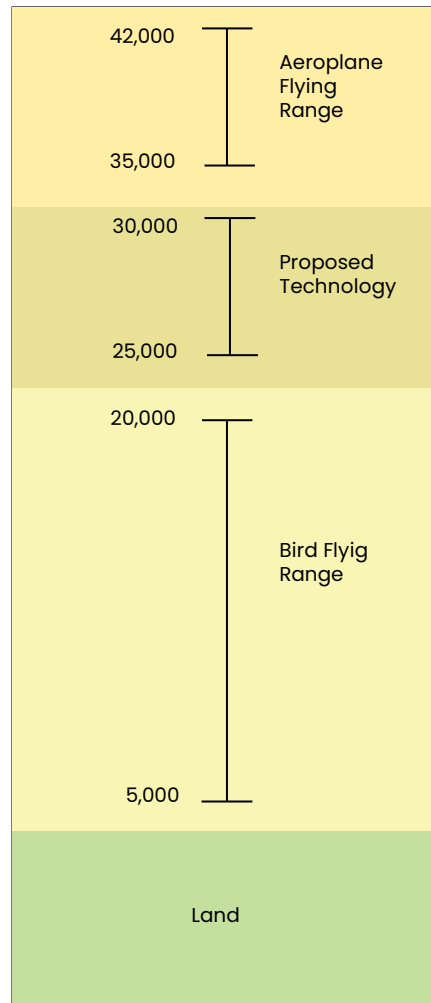 42,000
Aeroplane
Flying
Range
35,000
30,000
Proposed
Technology
25,000
20,000
Bird Flyig
Range
5,000
Land